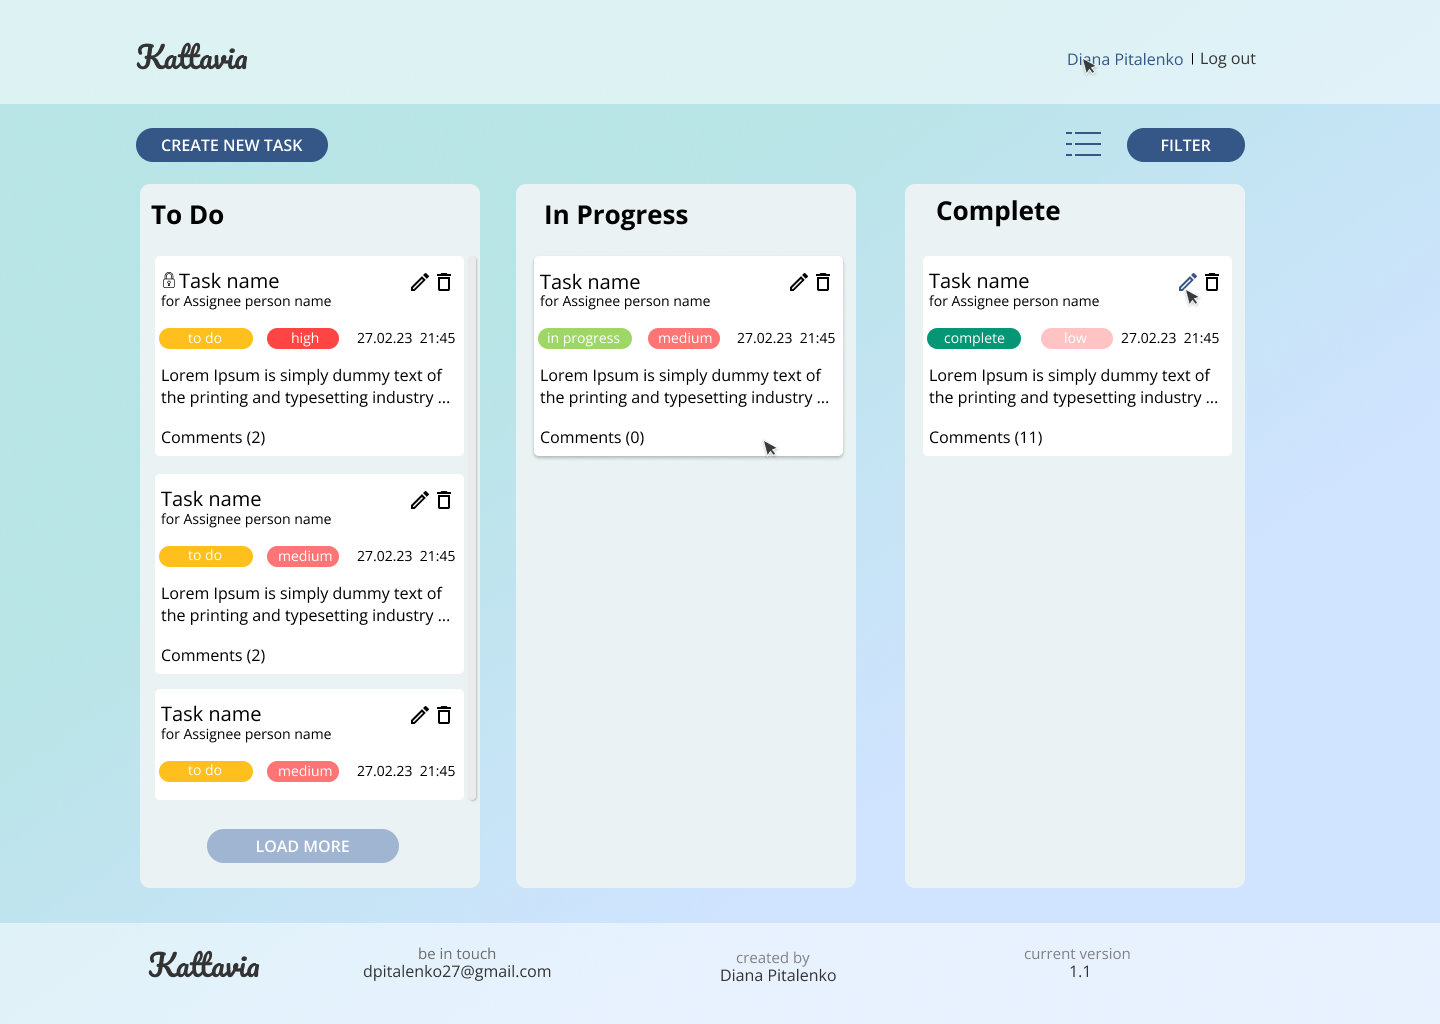 Kattavia
Diana Pitalenko | Log out
CREATE NEW TASK
FILTER
To Do
Task name
for Assignee person name
to do high 27.02.23 21:45
Lorem Ipsum is simply dummy text of
the printing and typesetting industry ...
Comments (2)
Task name
for Assignee person name
to do medium 27.02.23 21:45
Lorem Ipsum is simply dummy text of
the printing and typesetting industry ...
Comments (2)
Task name
for Assignee person name
to do medium 27.02.23 21:45
LOAD MORE
In Progress
Task name
for Assignee person name
in progress medium 27.02.23 21:45
Lorem Ipsum is simply dummy text of
the printing and typesetting industry ...
Comments (0)
Complete
Task name
for Assignee person name
complete low 27.02.23 21:45
Lorem Ipsum is simply dummy text of
the printing and typesetting industry ...
Comments (11)
Kattavia
be in touch
dpitalenko27@gmail.com
created by
Diana Pitalenko
current version
1.1